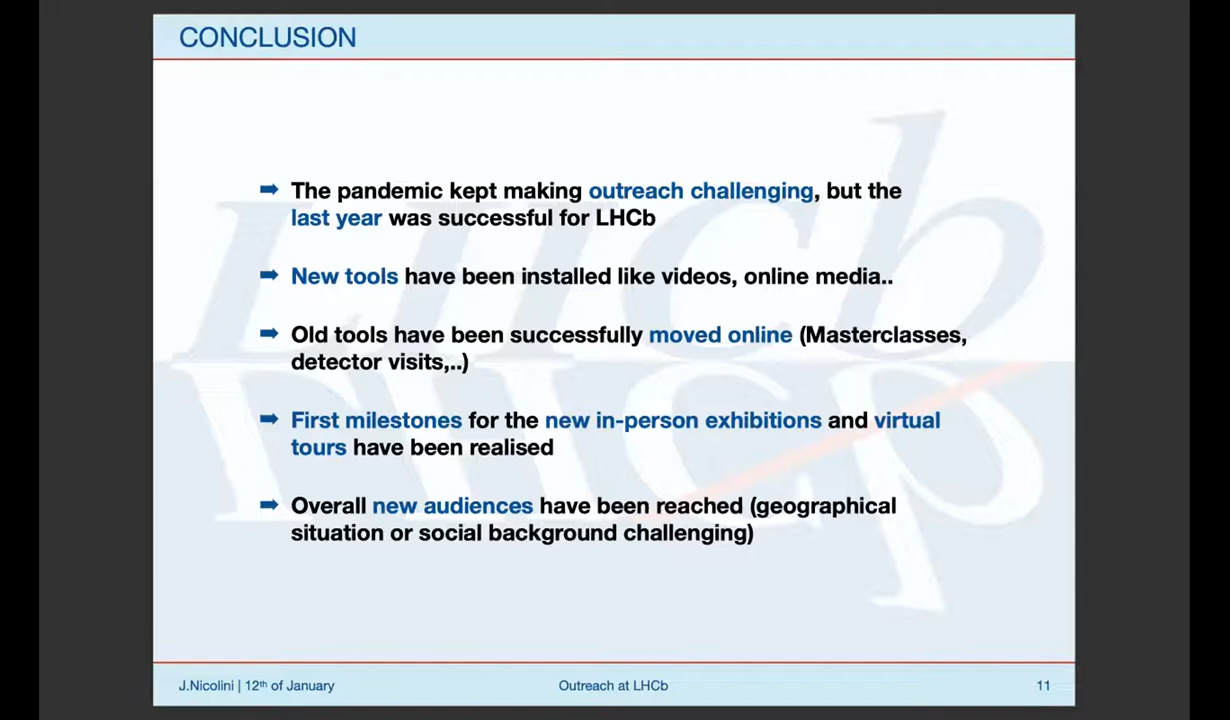 CONCLUSION
➡ The pandemic kept making outreach challenging, but the
last year was successful for LHCb
➡ New tools have been installed like videos, online media..
➡ Old tools have been successfully moved online (Masterclasses,
detector visits,..)
➡ First milestones for the new in-person exhibitions and virtual
tours have been realised
➡ Overall new audiences have been reached (geographical
situation or social background challenging)
LHCb
J.Nicolini | 12th of January
Outreach at LHCb
11